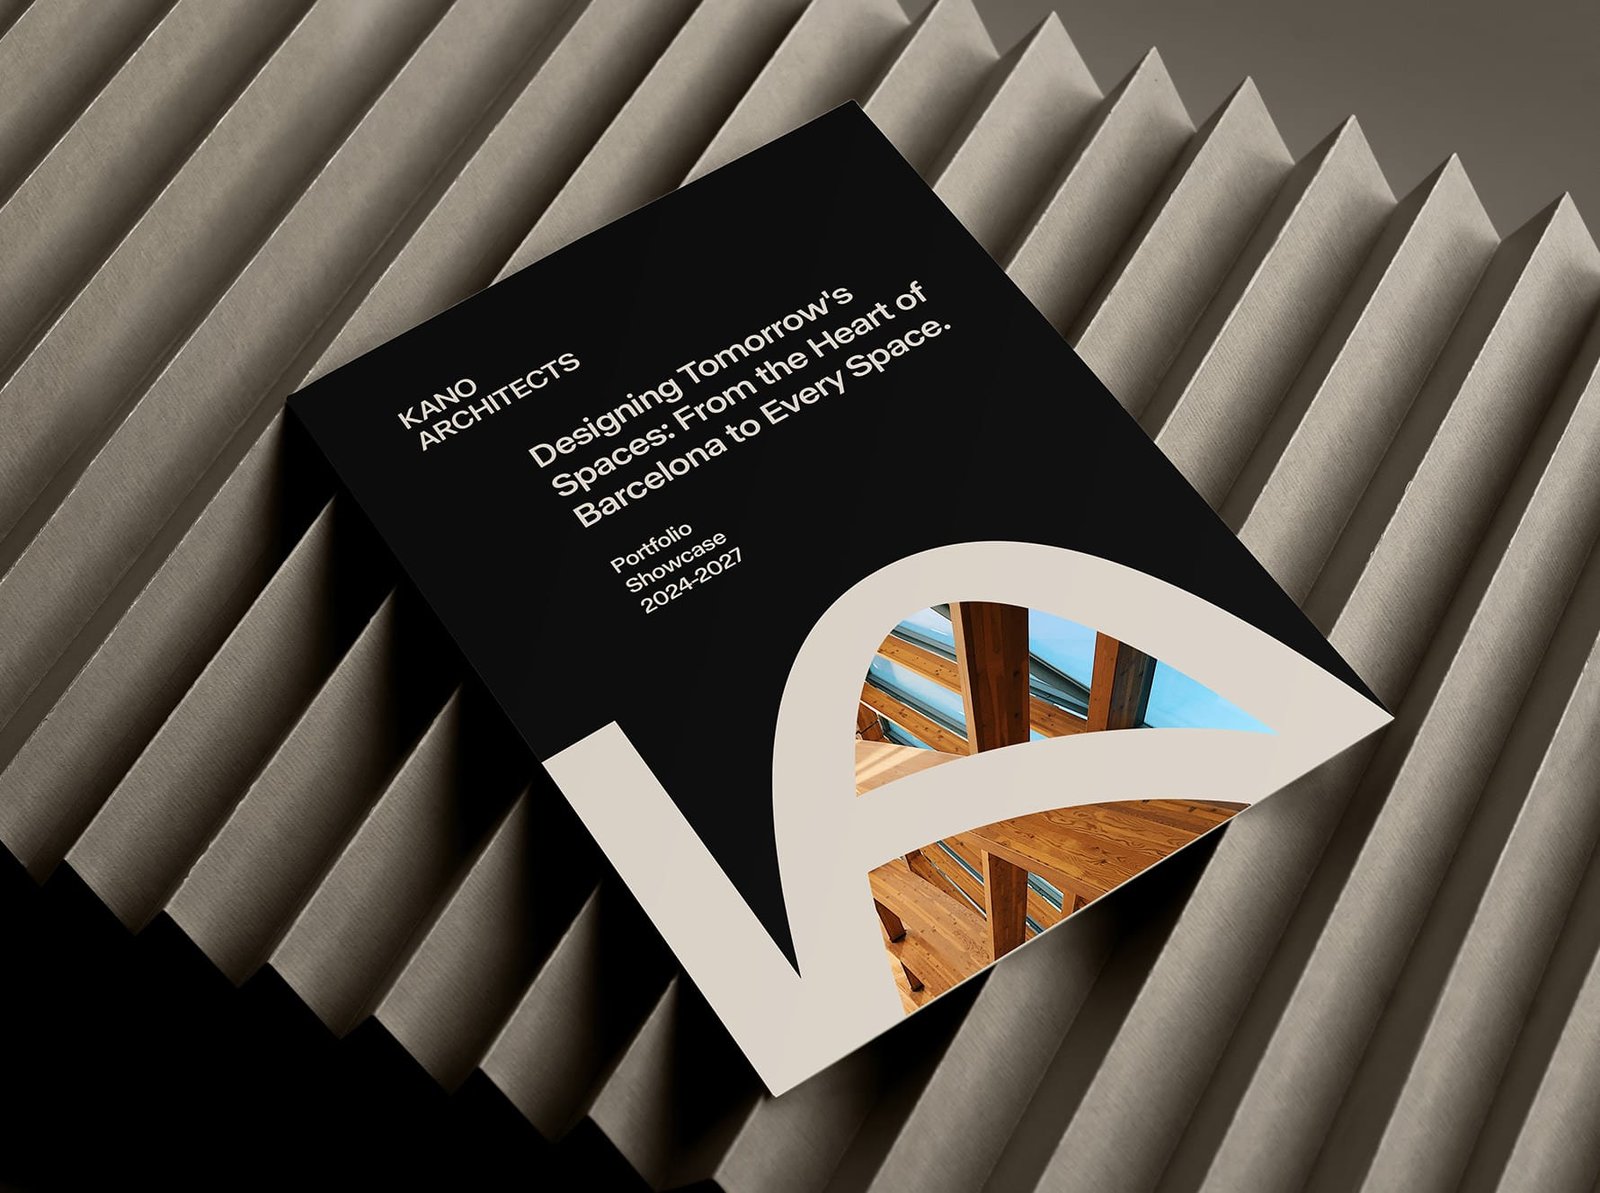 KANO
ARCHITECTS
Designing Tomorrow's
Spaces: From the Heart of
Barcelona to Every Space.
Portfolio
Showcase
2024-2027